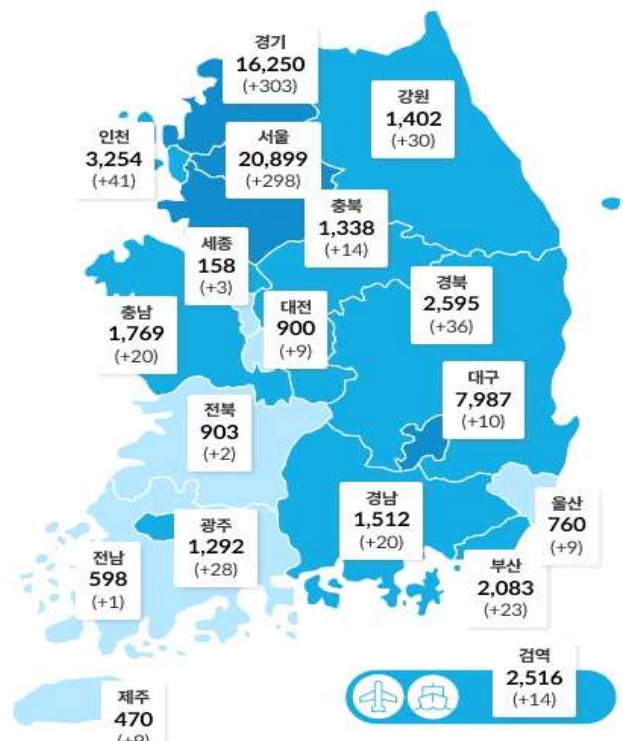 경기
16,250
(+303)
강원
1,402
(+30)
인천
3,254
(+41)
서울
20,899
(+298)
충북
1,338
(+14)
세종
158
(+3)
경북
2,595
(+36)
대전
900
(+9)
충남
1,769
(+20)
대구
7,987
(+10)
전북
903
(+2)
경남
1,512
(+20)
울산
760
(+9)
광주
1,292
(+28)
전남
598
(+1)
부산
2,083
(+23)
검역
2,516
(+14)
제주
470